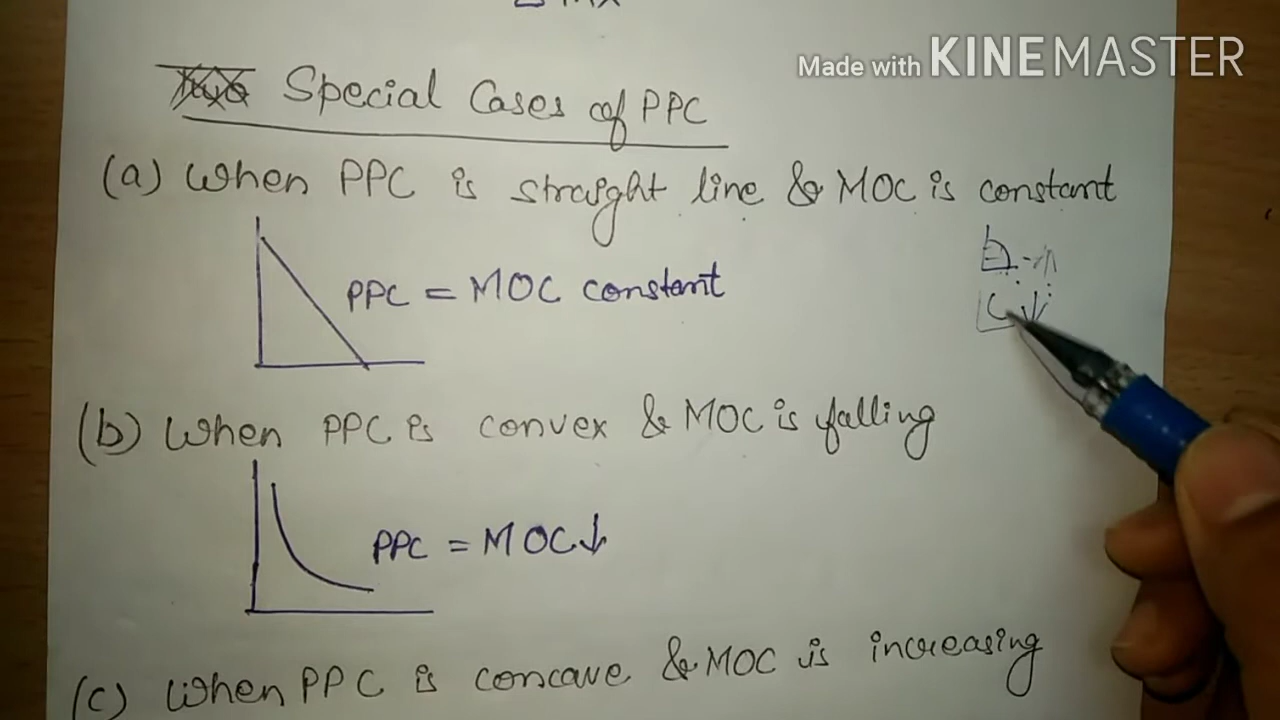 Made with KINEMASTER
Special Cases of PPC
(a) When PPC is straight line & MOC is constant
PPC = MOC constant
(b) When PPC is convex & MOC is falling
PPC = MOC↓
(c) When PPC is concave & MOC is increasing